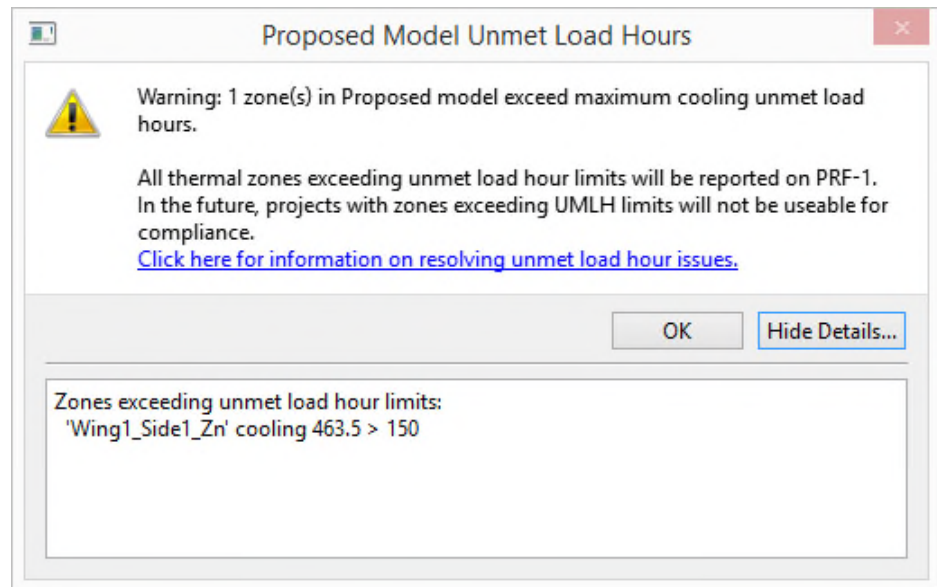 Proposed Model Unmet Load Hours
Warning: 1 zone(s) in Proposed model exceed maximum cooling unmet load
hours.
All thermal zones exceeding unmet load hour limits will be reported on PRF-1.
In the future, projects with zones exceeding UMLH limits will not be useable for
compliance.
Click here for information on resolving unmet load hour issues.
OK
Hide Details...
Zones exceeding unmet load hour limits:
'Wing1_Side1_Zn' cooling 463.5 > 150